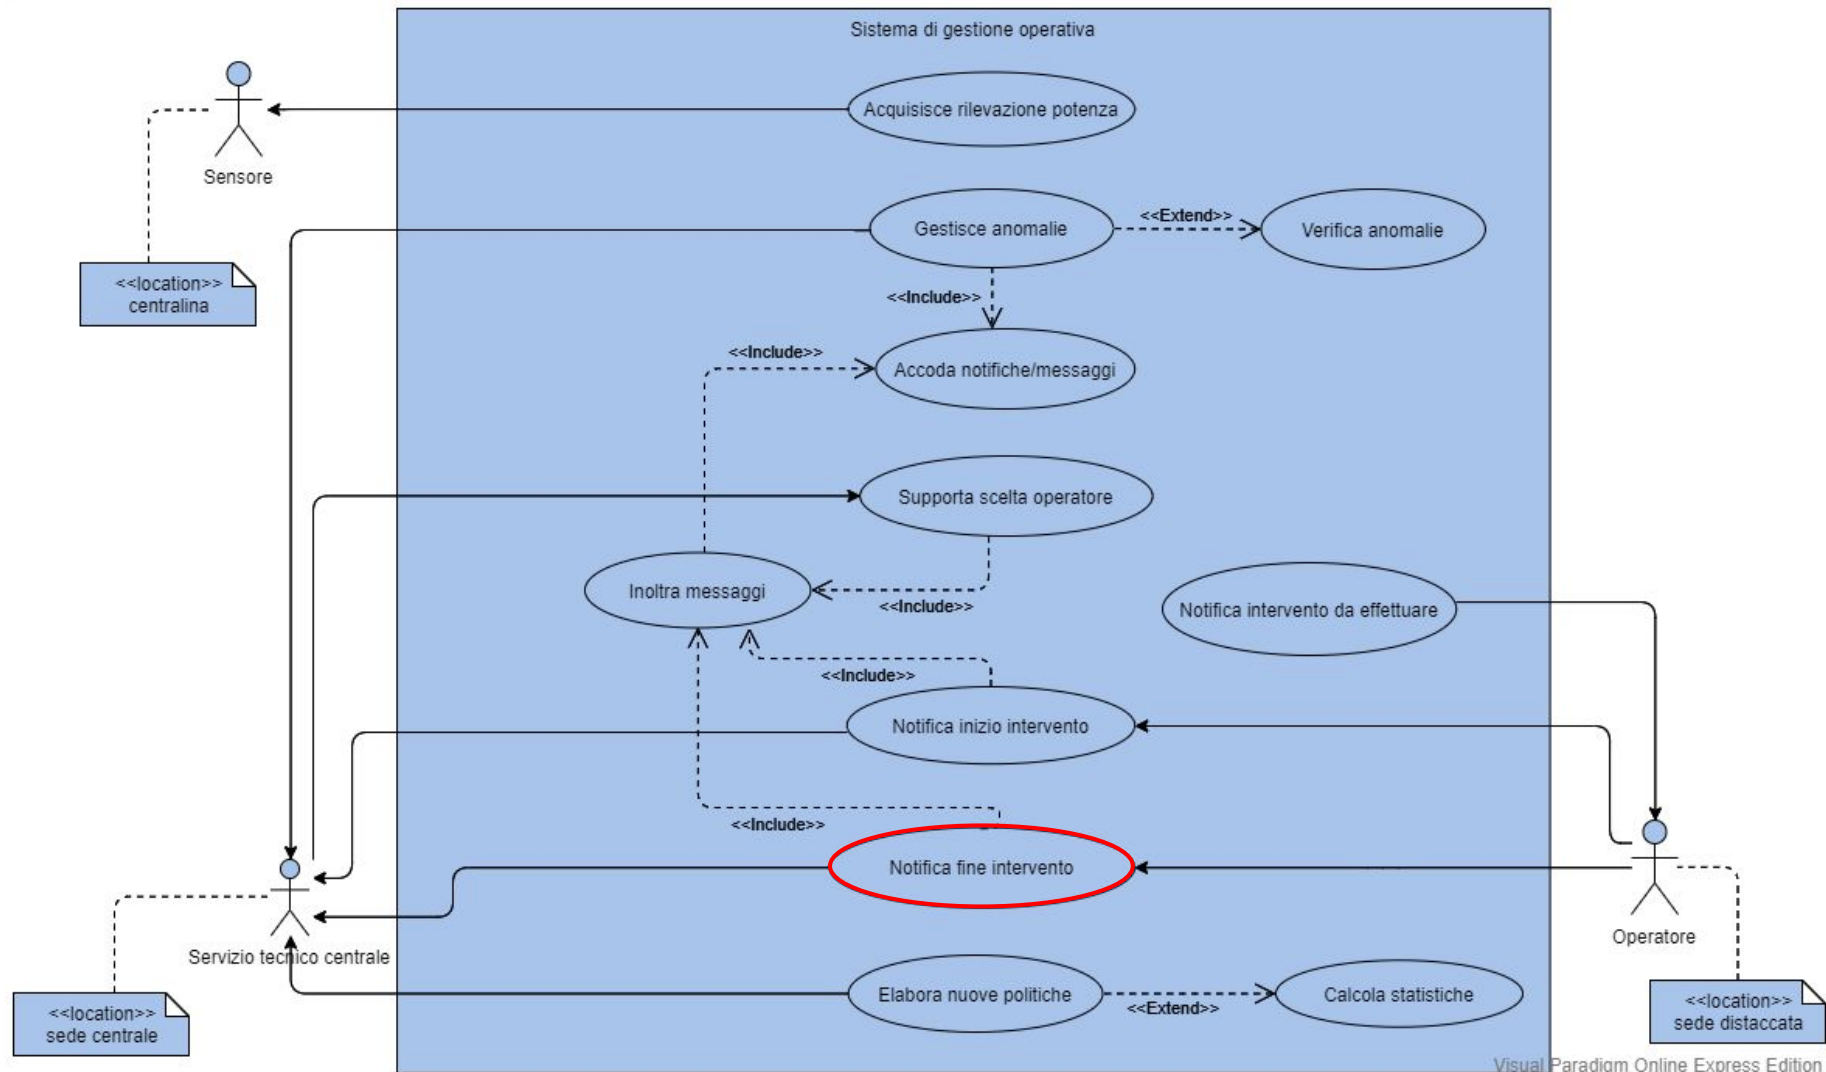 Sistema di gestione operativa
Acquisisce rilevazione potenza
Sensore
<<Extend>>
Gestisce anomalie
Verifica anomalie
<<location>>
centralina
<<Include>>
<<Include>>
Accoda notifiche/messaggi
Supporta scelta operatore
Inoltra messaggi
<<Include>>
Notifica intervento da effettuare
<<Include>>
Notifica inizio intervento
<<Include>>
Notifica fine intervento
Operatore
Servizio tecnico centrale
Elabora nuove politiche
<<Extend>>
Calcola statistiche
<<location>>
sede centrale
<<location>>
sede distaccata
Visual Paradigm Online Express Edition